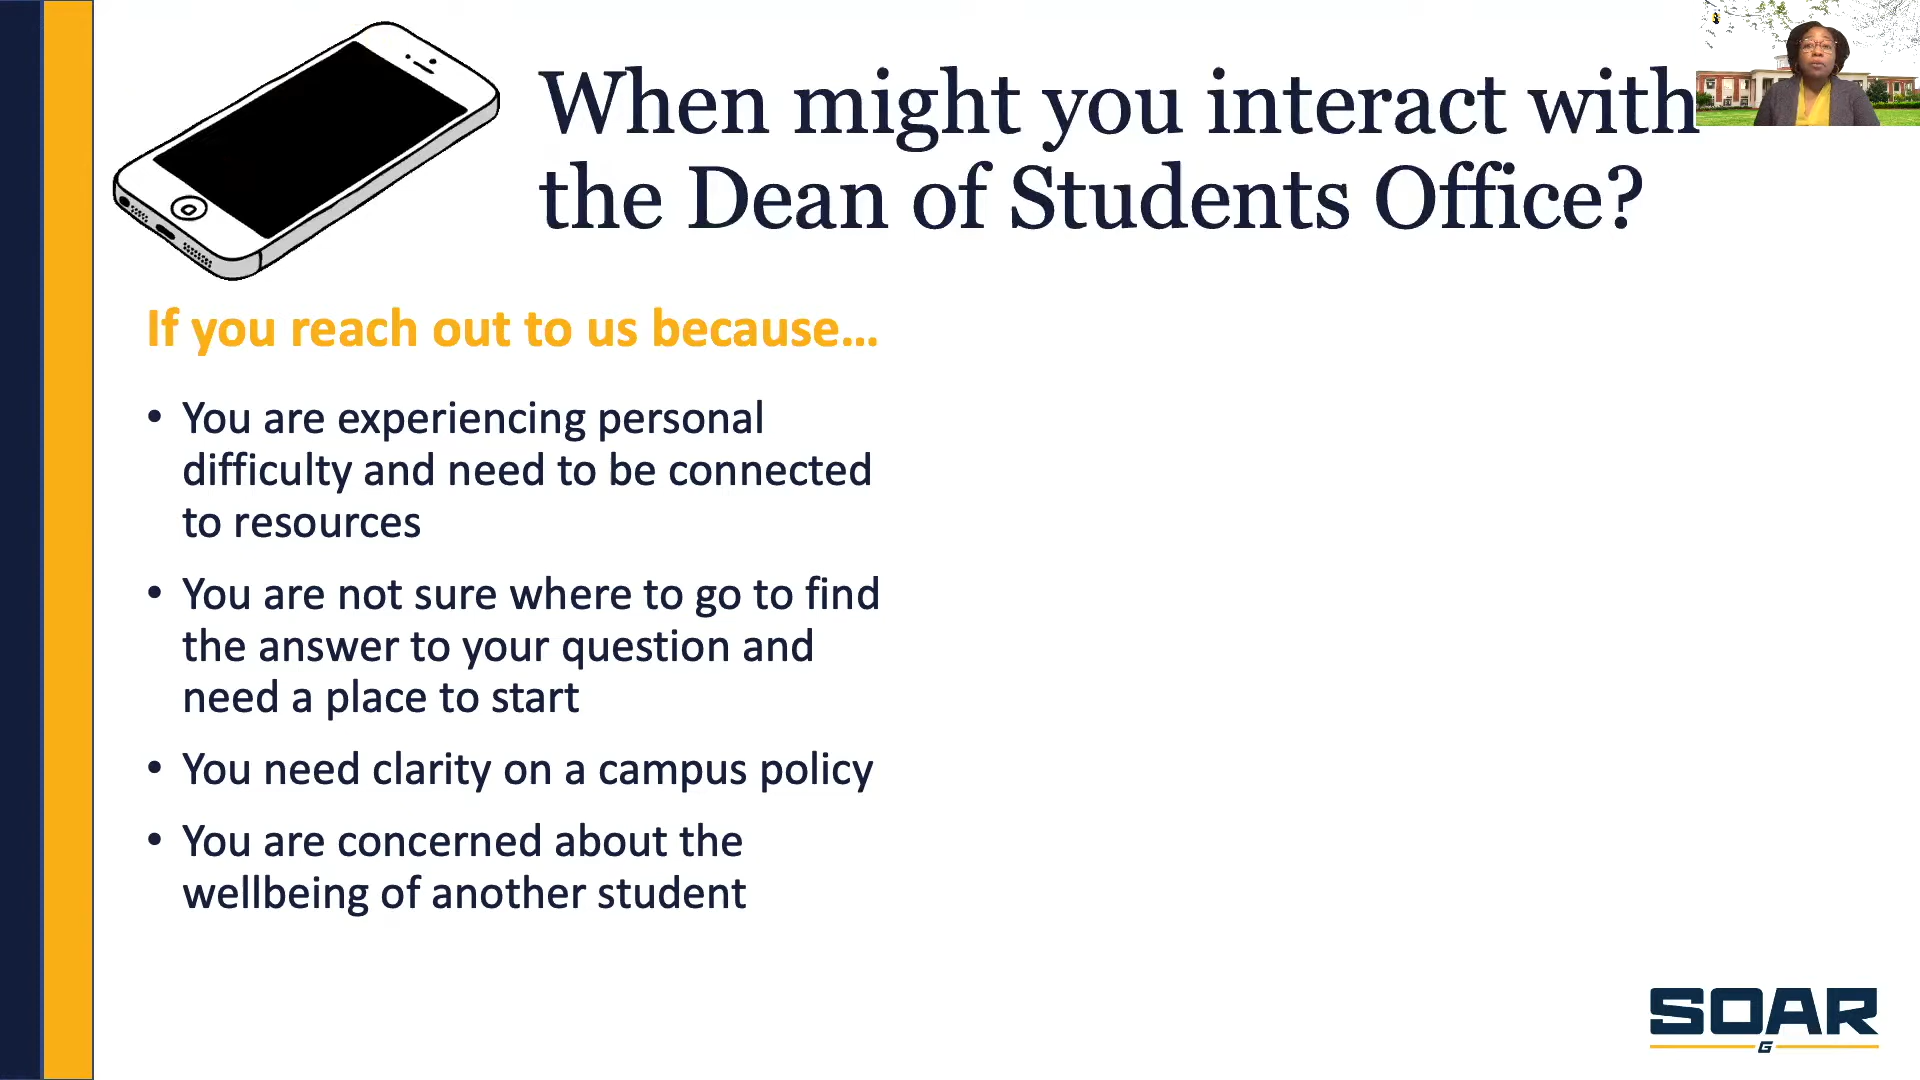 When might you interact with
the Dean of Students Office?
If you reach out to us because...
• You are experiencing personal
difficulty and need to be connected
to resources
• You are not sure where to go to find
the answer to your question and
need a place to start
• You need clarity on a campus policy
• You are concerned about the
wellbeing of another student
SOAR
G